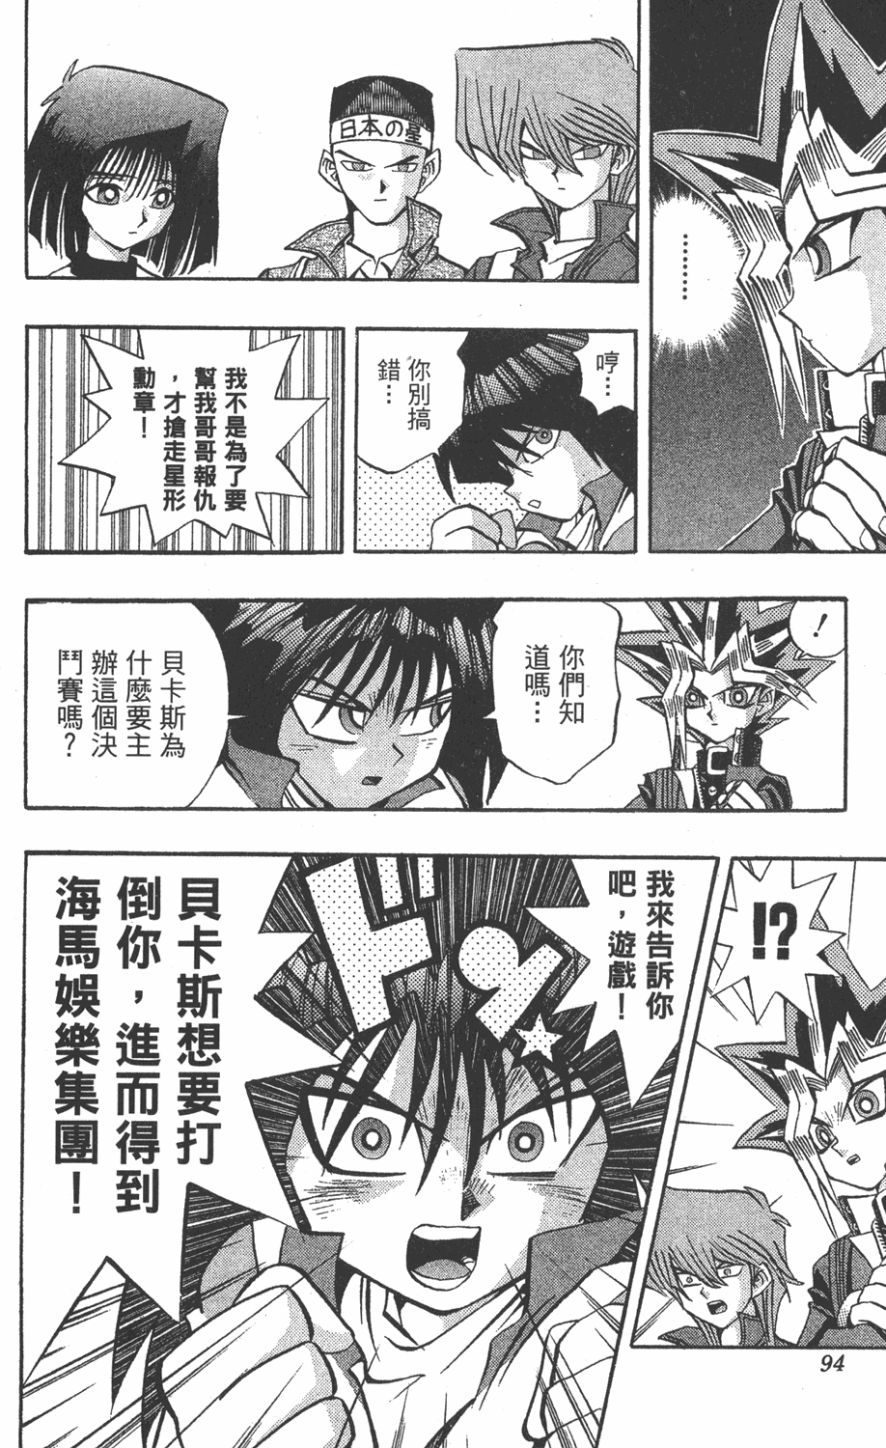 ………
日本の星
哼…
你別搞
錯…
我不是為了要
幫我哥哥報仇
，才搶走星形
勳章！
！
你們知
道嗎…
貝卡斯為
什麼要主
辦這個決
鬥賽嗎？
!?
我來告訴你
吧，遊戲！
ドン
貝卡斯想要打
倒你，進而得到
海馬娛樂集團！
94